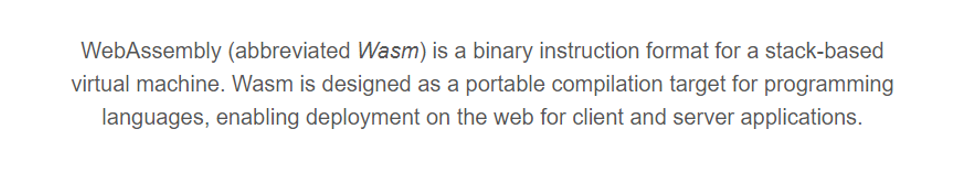 WebAssembly (abbreviated Wasm) is a binary instruction format for a stack-based
virtual machine. Wasm is designed as a portable compilation target for programming
languages, enabling deployment on the web for client and server applications.